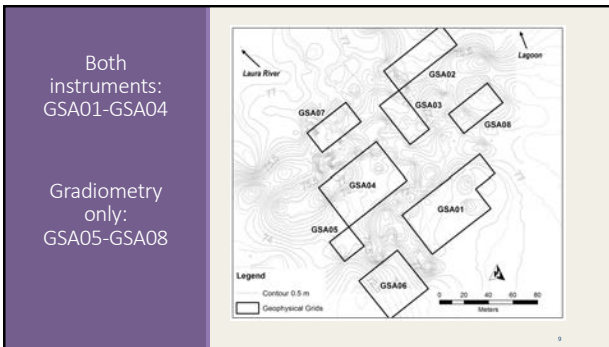 Both
instruments:
GSA01-GSA04
Gradiometry
only:
GSA05-GSA08
Laura River
Lagoon
GSA02
GSA03
GSA07
GSA08
GSA04
GSA01
GSA05
GSA06
77
Legend
Contour 0.5 m
Geophysical Grids
0 20 40 60 80
Meters
9